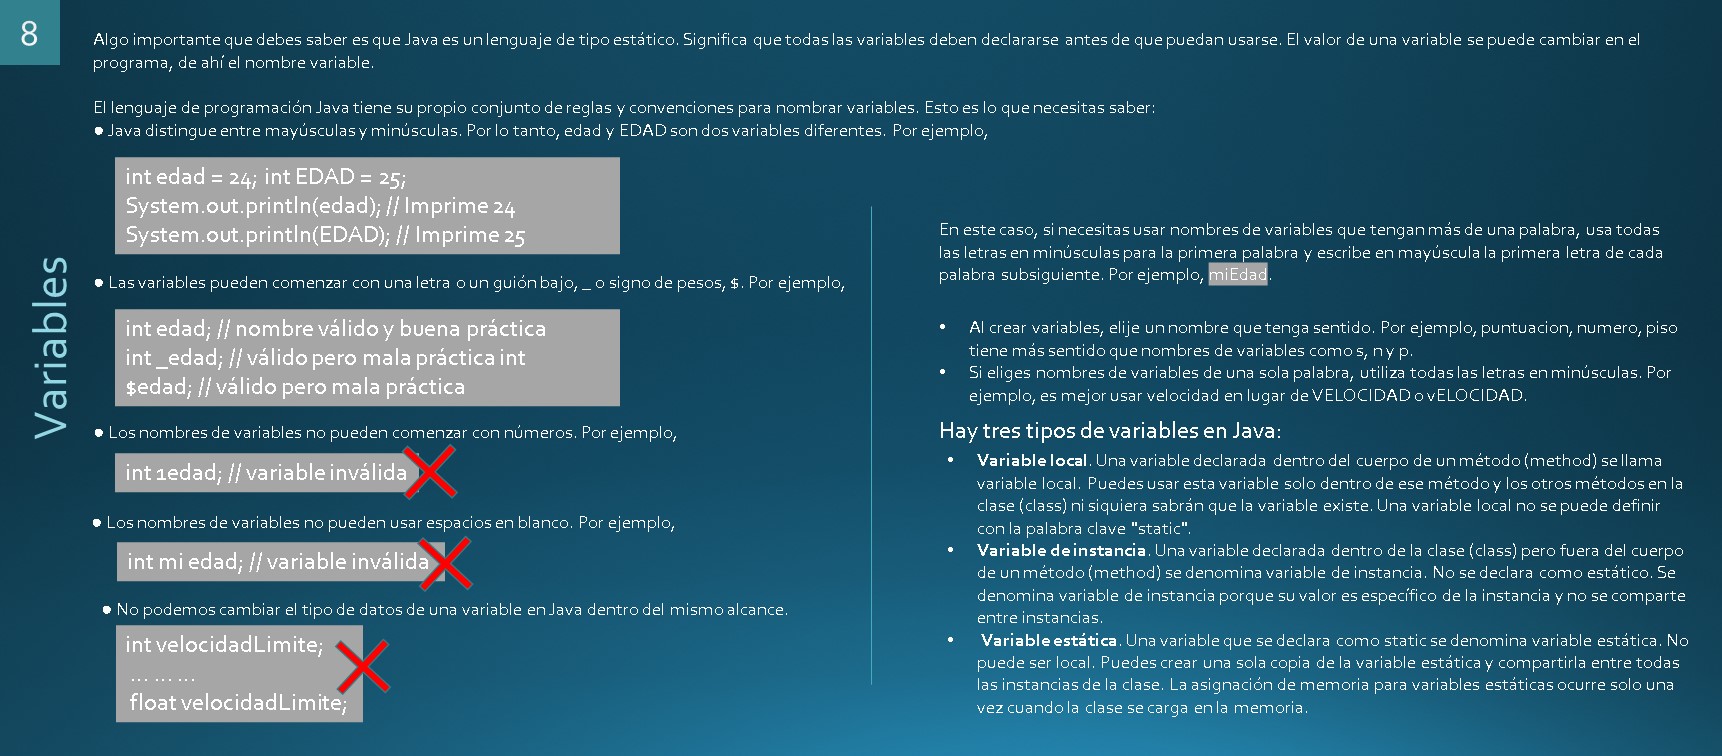 8
Variables
Algo importante que debes saber es que Java es un lenguaje de tipo estático. Significa que todas las variables deben declararse antes de que puedan usarse. El valor de una variable se puede cambiar en el
programa, de ahí el nombre variable.
El lenguaje de programación Java tiene su propio conjunto de reglas y convenciones para nombrar variables. Esto es lo que necesitas saber:
● Java distingue entre mayúsculas y minúsculas. Por lo tanto, edad y EDAD son dos variables diferentes. Por ejemplo,
int edad = 24; int EDAD = 25;
System.out.println(edad); // Imprime 24
System.out.println(EDAD); // Imprime 25
● Las variables pueden comenzar con una letra o un guión bajo, _ o signo de pesos, $. Por ejemplo,
int edad; // nombre válido y buena práctica
int _edad; // válido pero mala práctica int
$edad; // válido pero mala práctica
● Los nombres de variables no pueden comenzar con números. Por ejemplo,
int 1edad; // variable inválida
● Los nombres de variables no pueden usar espacios en blanco. Por ejemplo,
int mi edad; // variable inválida
● No podemos cambiar el tipo de datos de una variable en Java dentro del mismo alcance.
int velocidadLimite;
... ... ...
float velocidadLimite;
En este caso, si necesitas usar nombres de variables que tengan más de una palabra, usa todas
las letras en minúsculas para la primera palabra y escribe en mayúscula la primera letra de cada
palabra subsiguiente. Por ejemplo, miEdad.
• Al crear variables, elije un nombre que tenga sentido. Por ejemplo, puntuacion, numero, piso
tiene más sentido que nombres de variables como s, n y p.
• Si eliges nombres de variables de una sola palabra, utiliza todas las letras en minúsculas. Por
ejemplo, es mejor usar velocidad en lugar de VELOCIDAD o vELOCIDAD.
Hay tres tipos de variables en Java:
• Variable local. Una variable declarada dentro del cuerpo de un método (method) se llama
variable local. Puedes usar esta variable solo dentro de ese método y los otros métodos en la
clase (class) ni siquiera sabrán que la variable existe. Una variable local no se puede definir
con la palabra clave "static".
• Variable de instancia. Una variable declarada dentro de la clase (class) pero fuera del cuerpo
de un método (method) se denomina variable de instancia. No se declara como estático. Se
denomina variable de instancia porque su valor es específico de la instancia y no se comparte
entre instancias.
• Variable estática. Una variable que se declara como static se denomina variable estática. No
puede ser local. Puedes crear una sola copia de la variable estática y compartirla entre todas
las instancias de la clase. La asignación de memoria para variables estáticas ocurre solo una
vez cuando la clase se carga en la memoria.